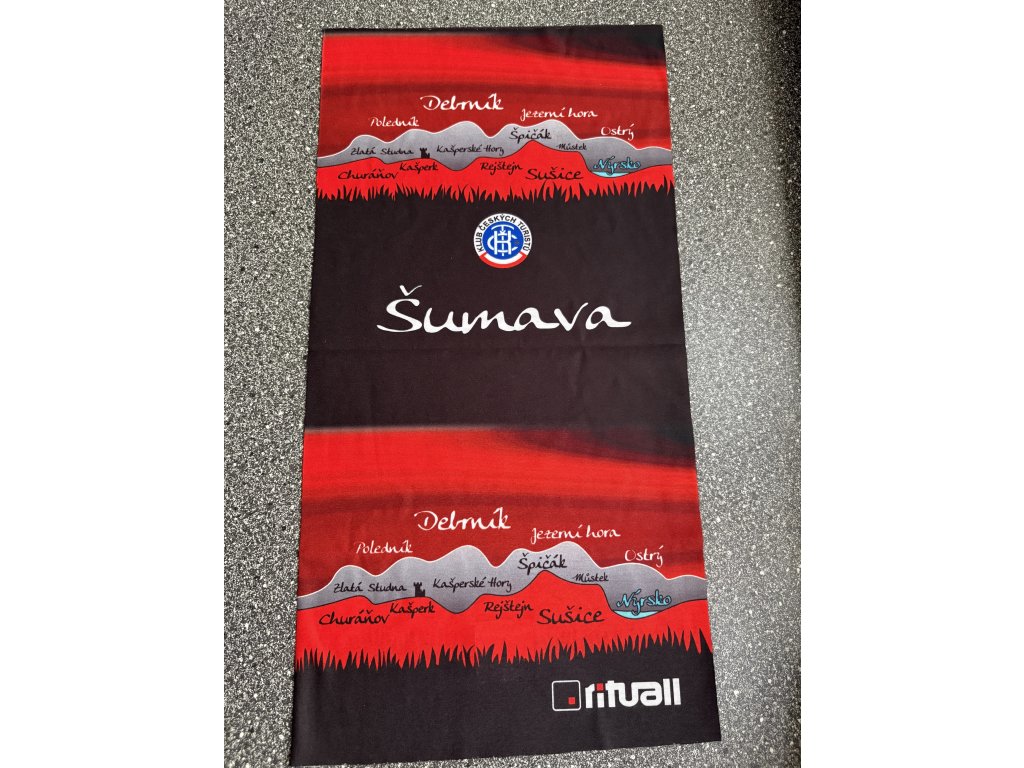 Debrník
Poledník
Jezerní hora
Ostrý
Špičák
Zlatá Studna
Kašperské Hory
Můstek
Churáňov
Kašperk
Rejštejn
Sušice
Nýrsko
KLUB ČESKÝCH TURISTŮ
KČT
Šumava
Debrník
Poledník
Jezerní hora
Ostrý
Špičák
Zlatá Studna
Kašperské Hory
Můstek
Churáňov
Kašperk
Rejštejn
Sušice
Nýrsko
rituall